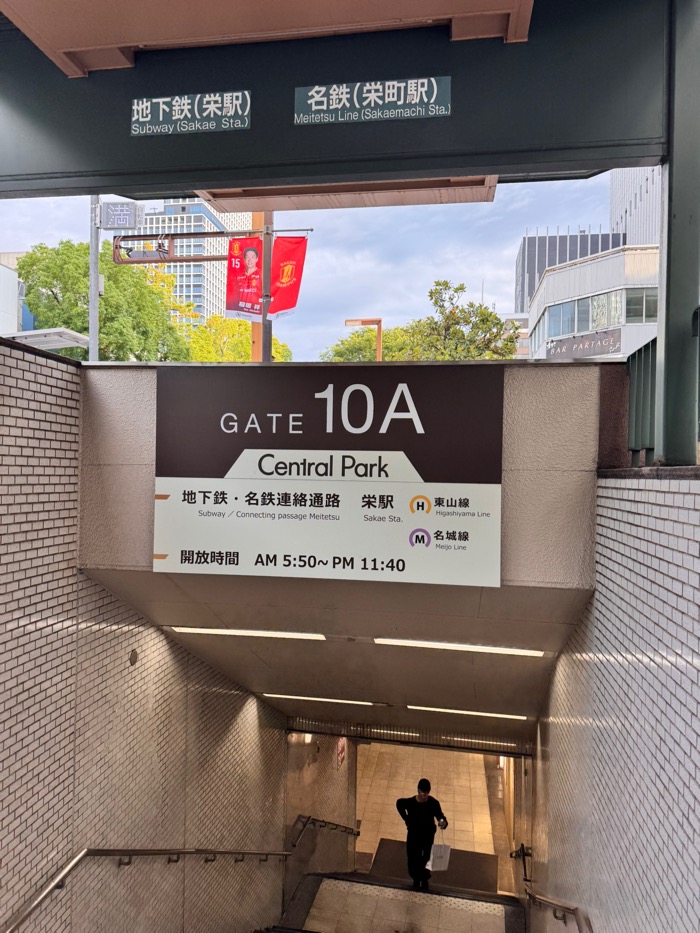 地下鉄(栄駅)
Subway (Sakae Sta.)
名鉄(栄町駅)
Meitetsu Line (Sakaemachi Sta.)
満
15
BAR PARTAGE
GATE 10A
Central Park
地下鉄・名鉄連絡通路 栄駅
Subway / Connecting passage Meitetsu Sakae Sta.
H 東山線
Higashiyama Line
M 名城線
Meijo Line
開放時間 AM 5:50~PM 11:40